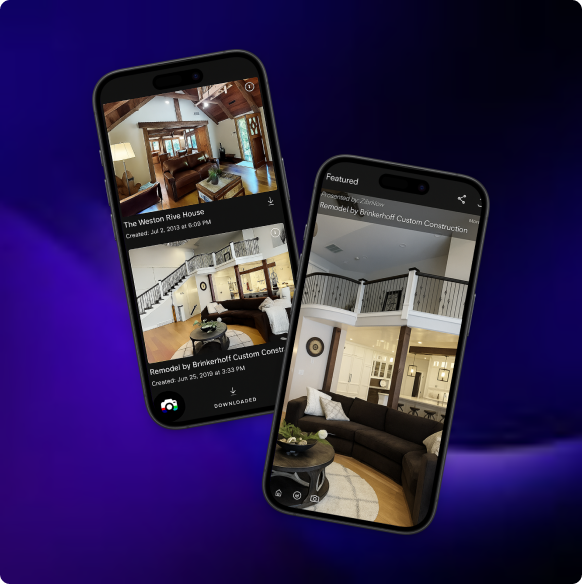 The Weston Rive House
Created: Jul 2, 2013 at 6:09 PM
Remodel by Brinkerhoff Custom Constr
Created: Jun 25, 2019 at 3:33 PM
DOWNLOADED
Featured
Presented by
Remodel by Brinkerhoff Custom Construction